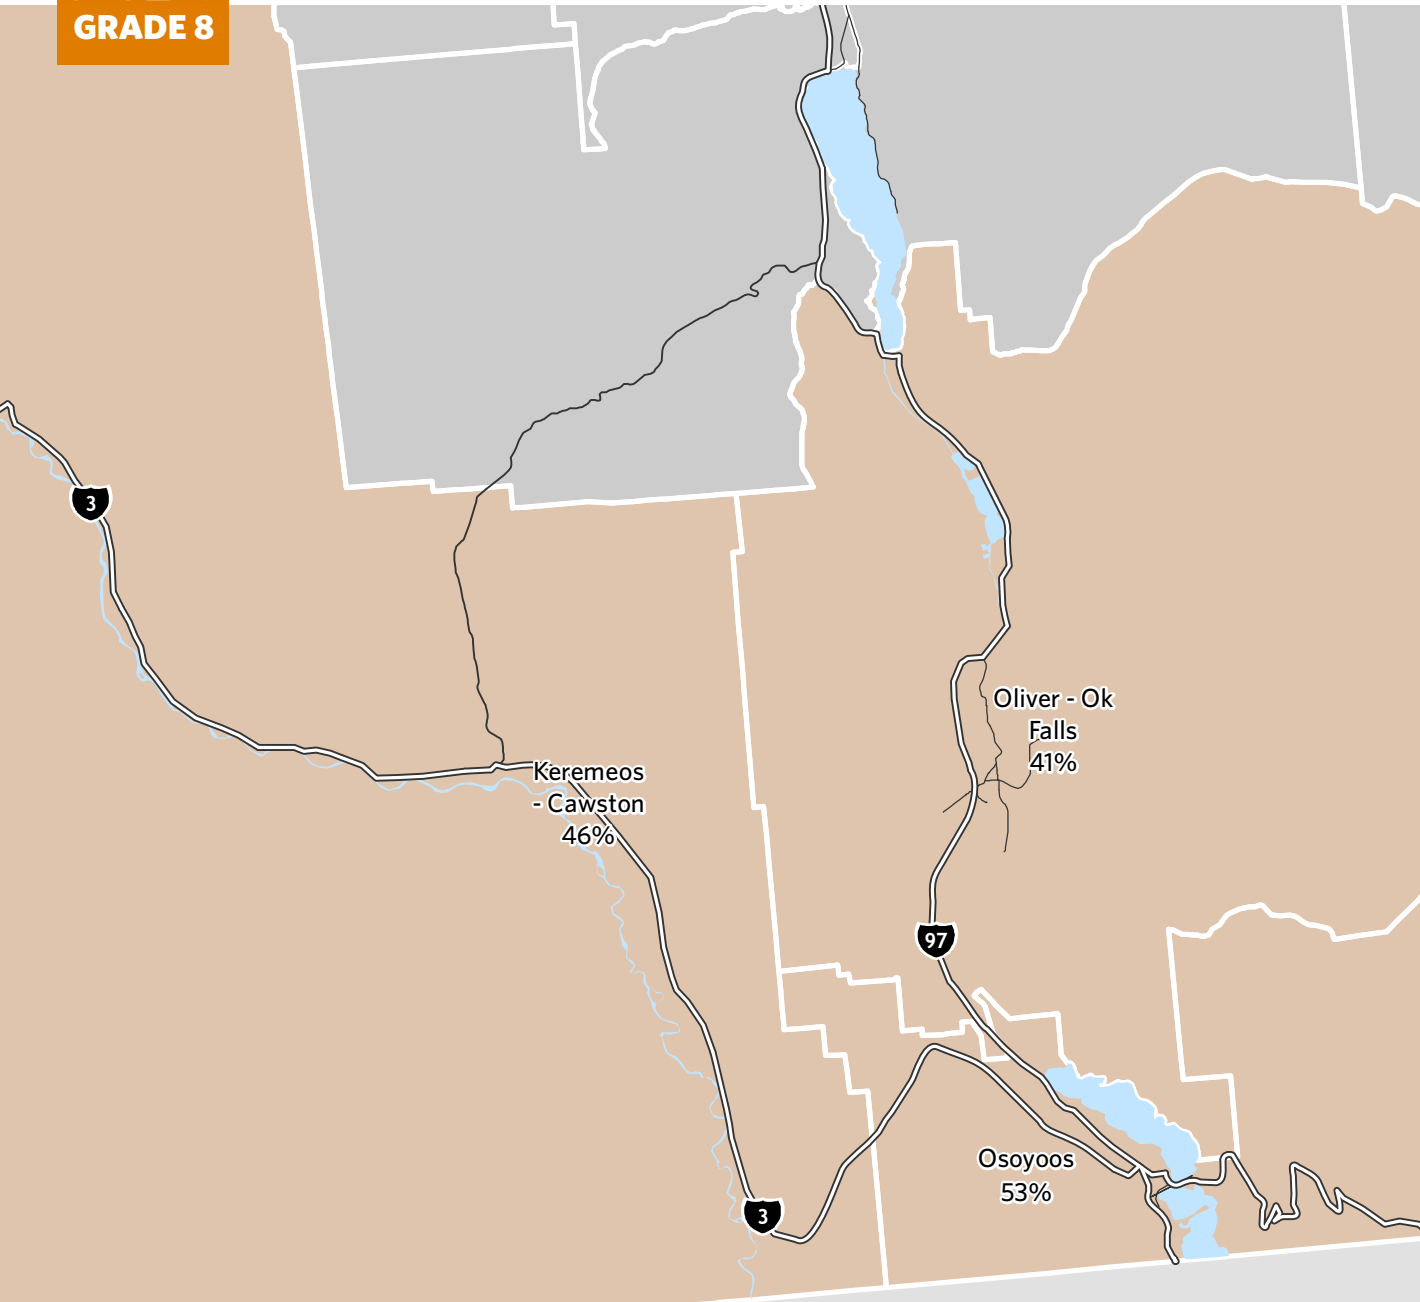 GRADE 8
3
Oliver - Ok
Falls
41%
Keremeos
- Cawston
46%
97
Osoyoos
53%
3